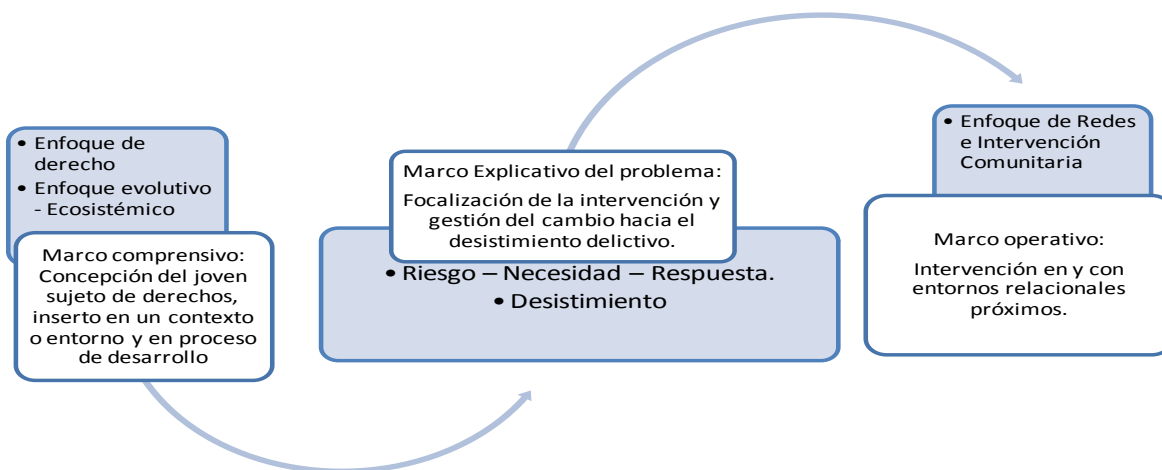 • Enfoque de
derecho
• Enfoque evolutivo
- Ecosistémico
Marco comprensivo:
Concepción del joven
sujeto de derechos,
inserto en un contexto
o entorno y en proceso
de desarrollo
Marco Explicativo del problema:
Focalización de la intervención y
gestión del cambio hacia el
desistimiento delictivo.
• Riesgo – Necesidad – Respuesta.
• Desistimiento
• Enfoque de Redes
e Intervención
Comunitaria
Marco operativo:
Intervención en y con
entornos relacionales
próximos.